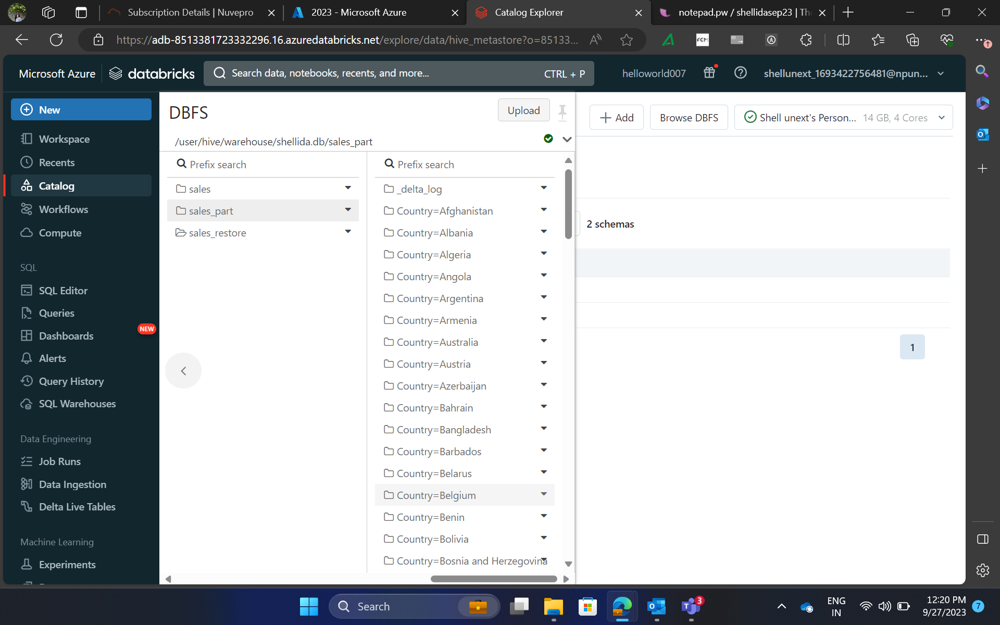 Subscription Details | Nuvepro
2023 - Microsoft Azure
Catalog Explorer
notepad.pw / shellidasep23 | Th
https://adb-8513381723332296.16.azuredatabricks.net/explore/data/hive_metastore?o=85133...
FCM
Microsoft Azure
databricks
Search data, notebooks, recents, and more...
CTRL + P
helloworld007
shellunext_1693422756481@npun...
New
Workspace
Recents
Catalog
Workflows
Compute
SQL
SQL Editor
Queries
Dashboards
NEW
Alerts
Query History
SQL Warehouses
Data Engineering
Job Runs
Data Ingestion
Delta Live Tables
Machine Learning
Experiments
DBFS
Upload
/user/hive/warehouse/shellida.db/sales_part
Prefix search
sales
sales_part
sales_restore
Prefix search
_delta_log
Country=Afghanistan
Country=Albania
Country=Algeria
Country=Angola
Country=Argentina
Country=Armenia
Country=Australia
Country=Austria
Country=Azerbaijan
Country=Bahrain
Country=Bangladesh
Country=Barbados
Country=Belarus
Country=Belgium
Country=Benin
Country=Bolivia
Country=Bosnia and Herzegovina
Add
Browse DBFS
Shell unext's Person...
14 GB, 4 Cores
2 schemas
1
Search
3
ENG
IN
12:20 PM
9/27/2023
7